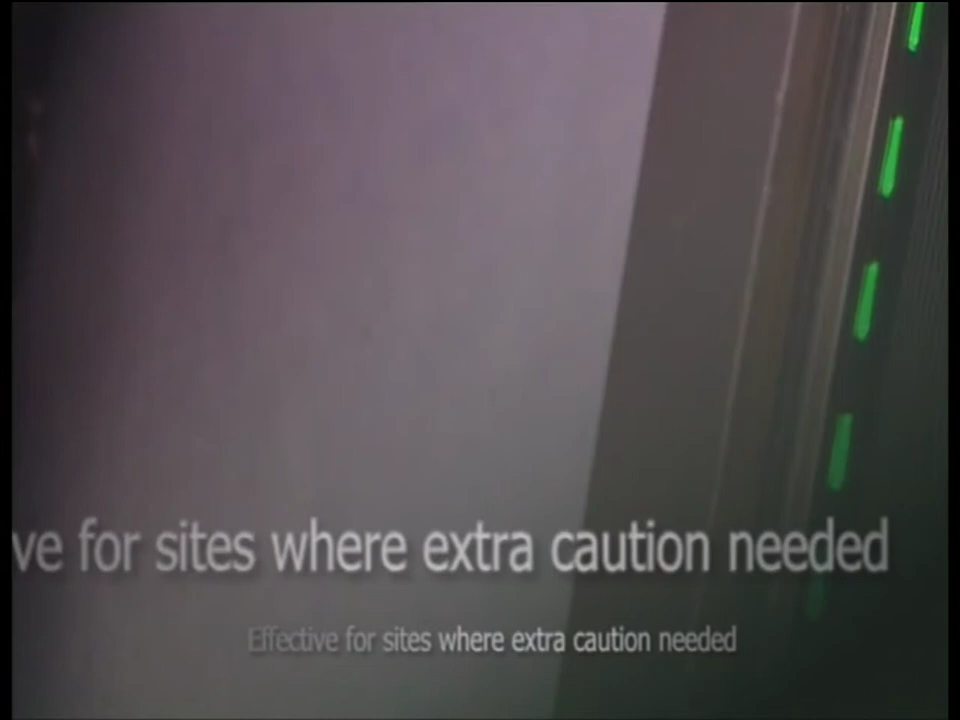 ve for sites where extra caution needed
Effective for sites where extra caution needed